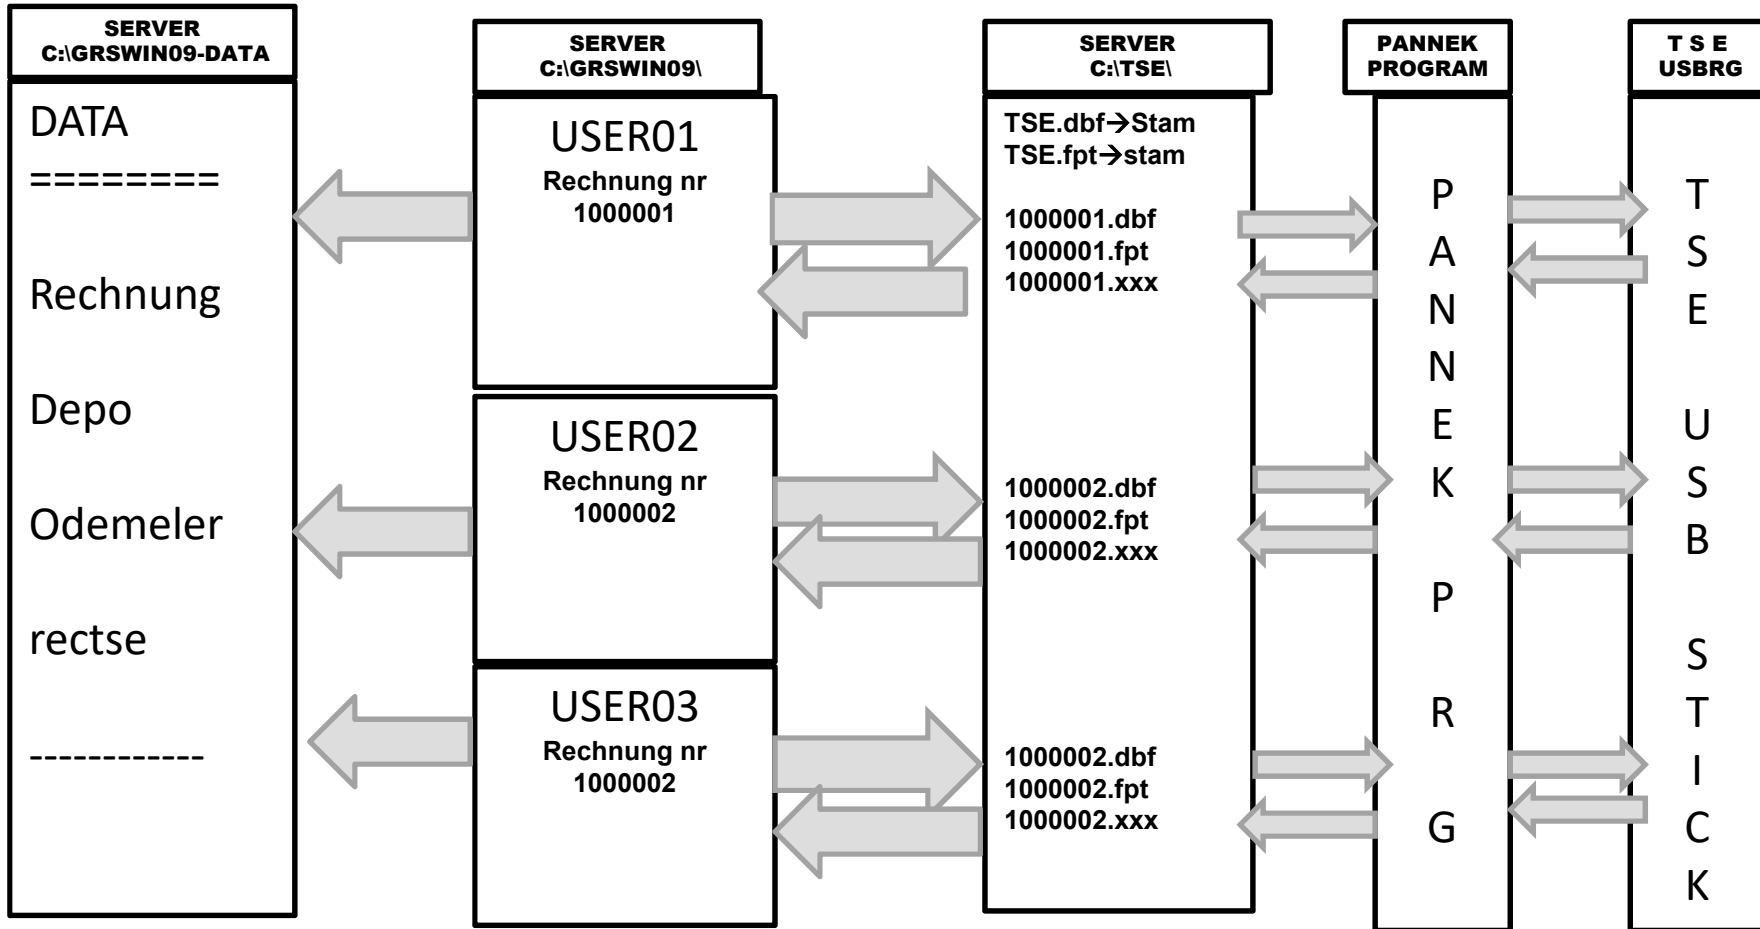 SERVER
C:\GRSWIN09-DATA
DATA
========
Rechnung
Depo
Odemeler
rectse
------------
SERVER
C:\GRSWIN09\
USER01
Rechnung nr
1000001
USER02
Rechnung nr
1000002
USER03
Rechnung nr
1000002
SERVER
C:\TSE\
TSE.dbf→Stam
TSE.fpt→stam
1000001.dbf
1000001.fpt
1000001.xxx
1000002.dbf
1000002.fpt
1000002.xxx
1000002.dbf
1000002.fpt
1000002.xxx
PANNEK
PROGRAM
P
A
N
N
E
K
P
R
G
T S E
USBRG
T
S
E
U
S
B
S
T
I
C
K